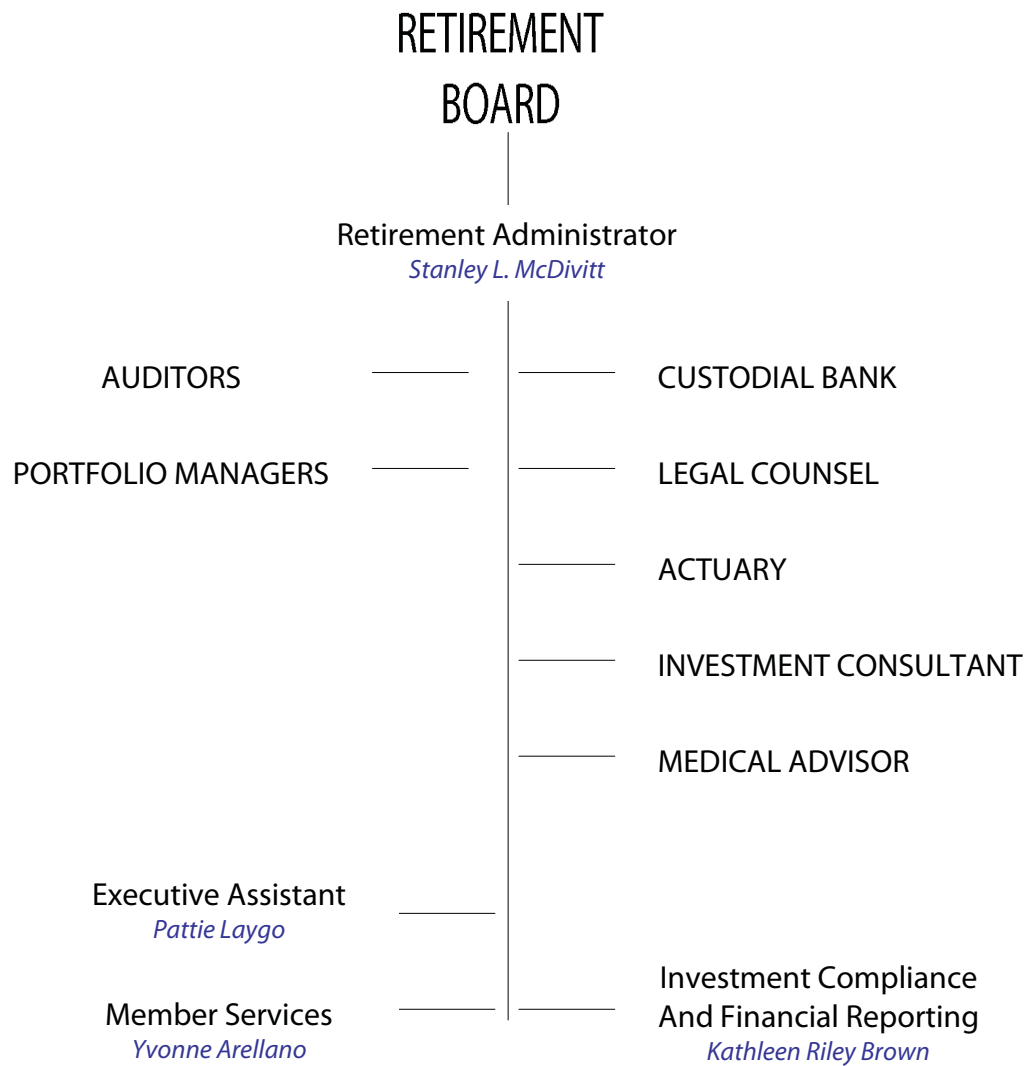 RETIREMENT
BOARD
Retirement Administrator
Stanley L. McDivitt
AUDITORS
CUSTODIAL BANK
PORTFOLIO MANAGERS
LEGAL COUNSEL
ACTUARY
INVESTMENT CONSULTANT
MEDICAL ADVISOR
Executive Assistant
Pattie Laygo
Member Services
Yvonne Arellano
Investment Compliance
And Financial Reporting
Kathleen Riley Brown